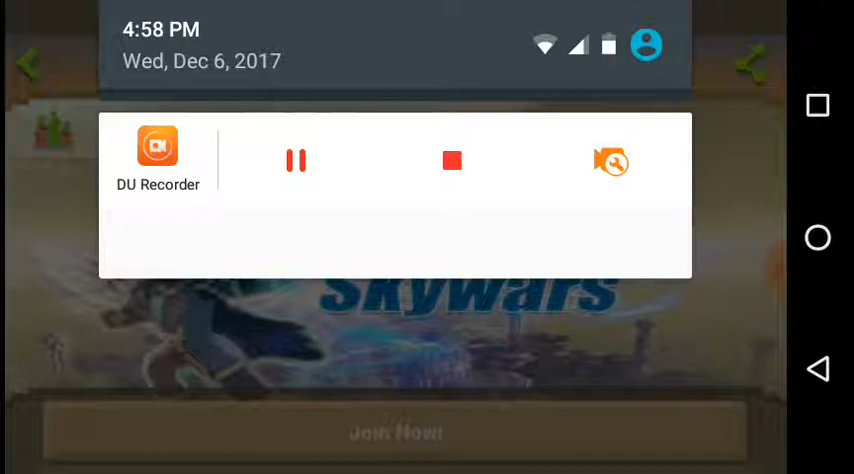 4:58 PM
Wed, Dec 6, 2017
DU Recorder
Skywars
Join Now!